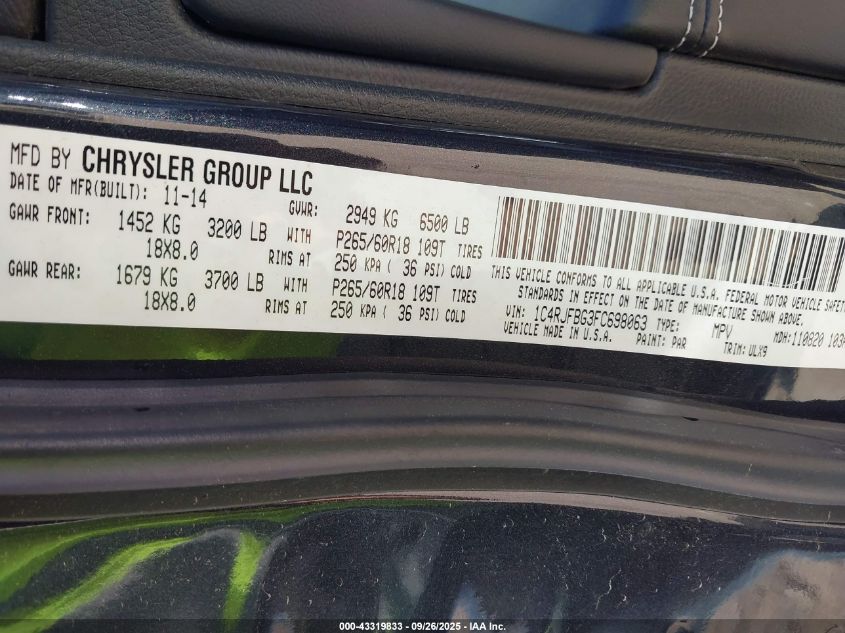 MFD BY CHRYSLER GROUP LLC
DATE OF MFR(BUILT): 11-14 GVWR: 2949 KG 6500 LB
GAWR FRONT: 1452 KG 3200 LB WITH P265/60R18 109T TIRES
18X8.0 RIMS AT 250 KPA ( 36 PSI) COLD
GAWR REAR: 1679 KG 3700 LB WITH P265/60R18 109T TIRES
18X8.0 RIMS AT 250 KPA ( 36 PSI) COLD
THIS VEHICLE CONFORMS TO ALL APPLICABLE U.S.A. FEDERAL MOTOR VEHICLE SAFETY
STANDARDS IN EFFECT ON THE DATE OF MANUFACTURE SHOWN ABOVE.
VIN: 1C4RJFBG3FC698063 TYPE: MPV MDH: 110820 103
VEHICLE MADE IN U.S.A. PAINT: PAR TRIM: ULX9
000-43319833 - 09/26/2025 - IAA Inc.